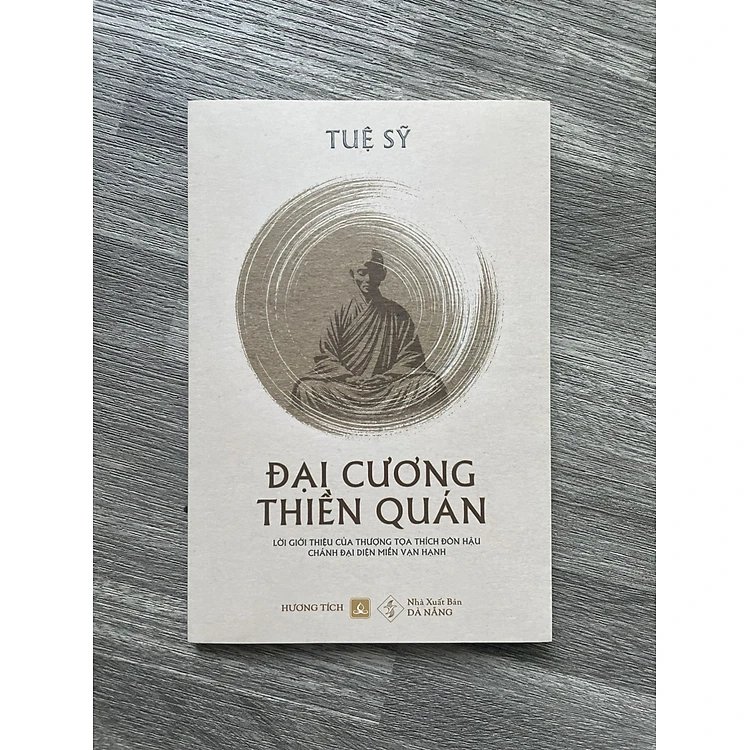 TUỆ SỸ
ĐẠI CƯƠNG
THIỀN QUÁN
LỜI GIỚI THIỆU CỦA THƯỢNG TỌA THÍCH ĐÔN HẬU
CHÁNH ĐẠI DIỆN MIỀN VẠN HẠNH
HƯƠNG TÍCH
Nhà Xuất Bản
ĐÀ NẴNG